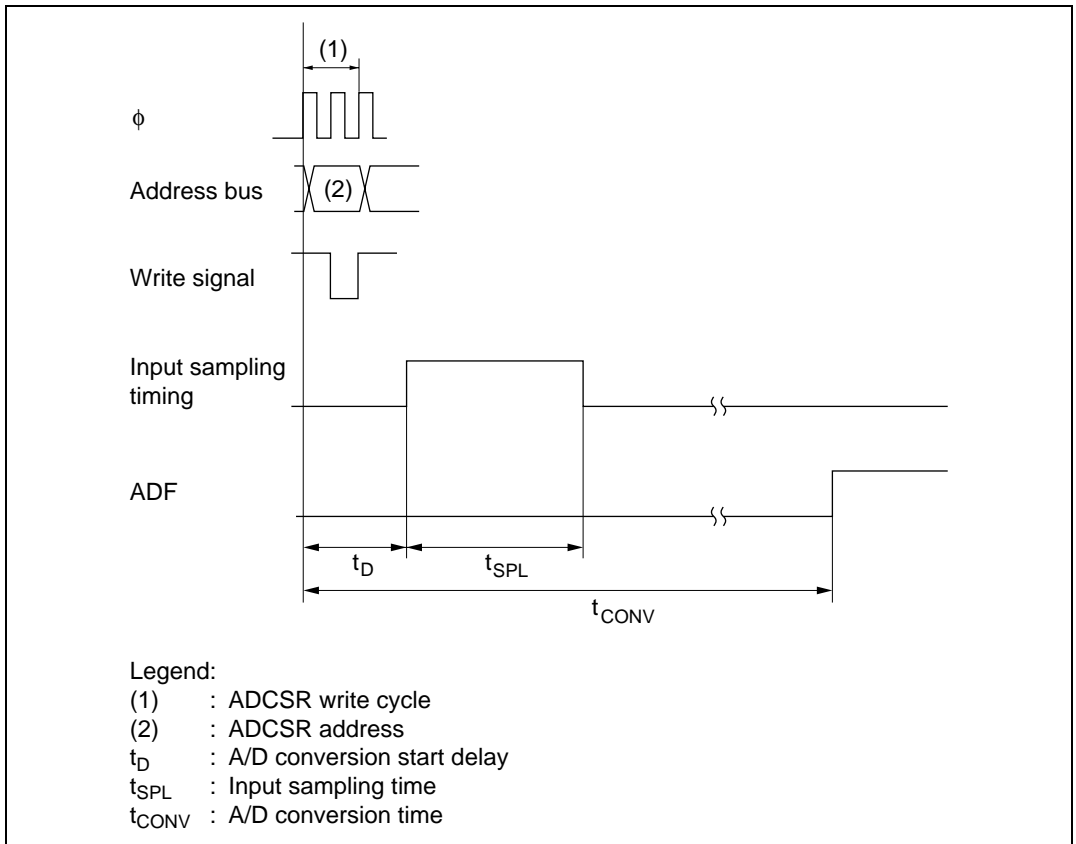 (1)
ϕ
Address bus
(2)
Write signal
Input sampling
timing
ADF
tD
tSPL
tCONV
Legend:
(1) : ADCSR write cycle
(2) : ADCSR address
tD : A/D conversion start delay
tSPL : Input sampling time
tCONV : A/D conversion time